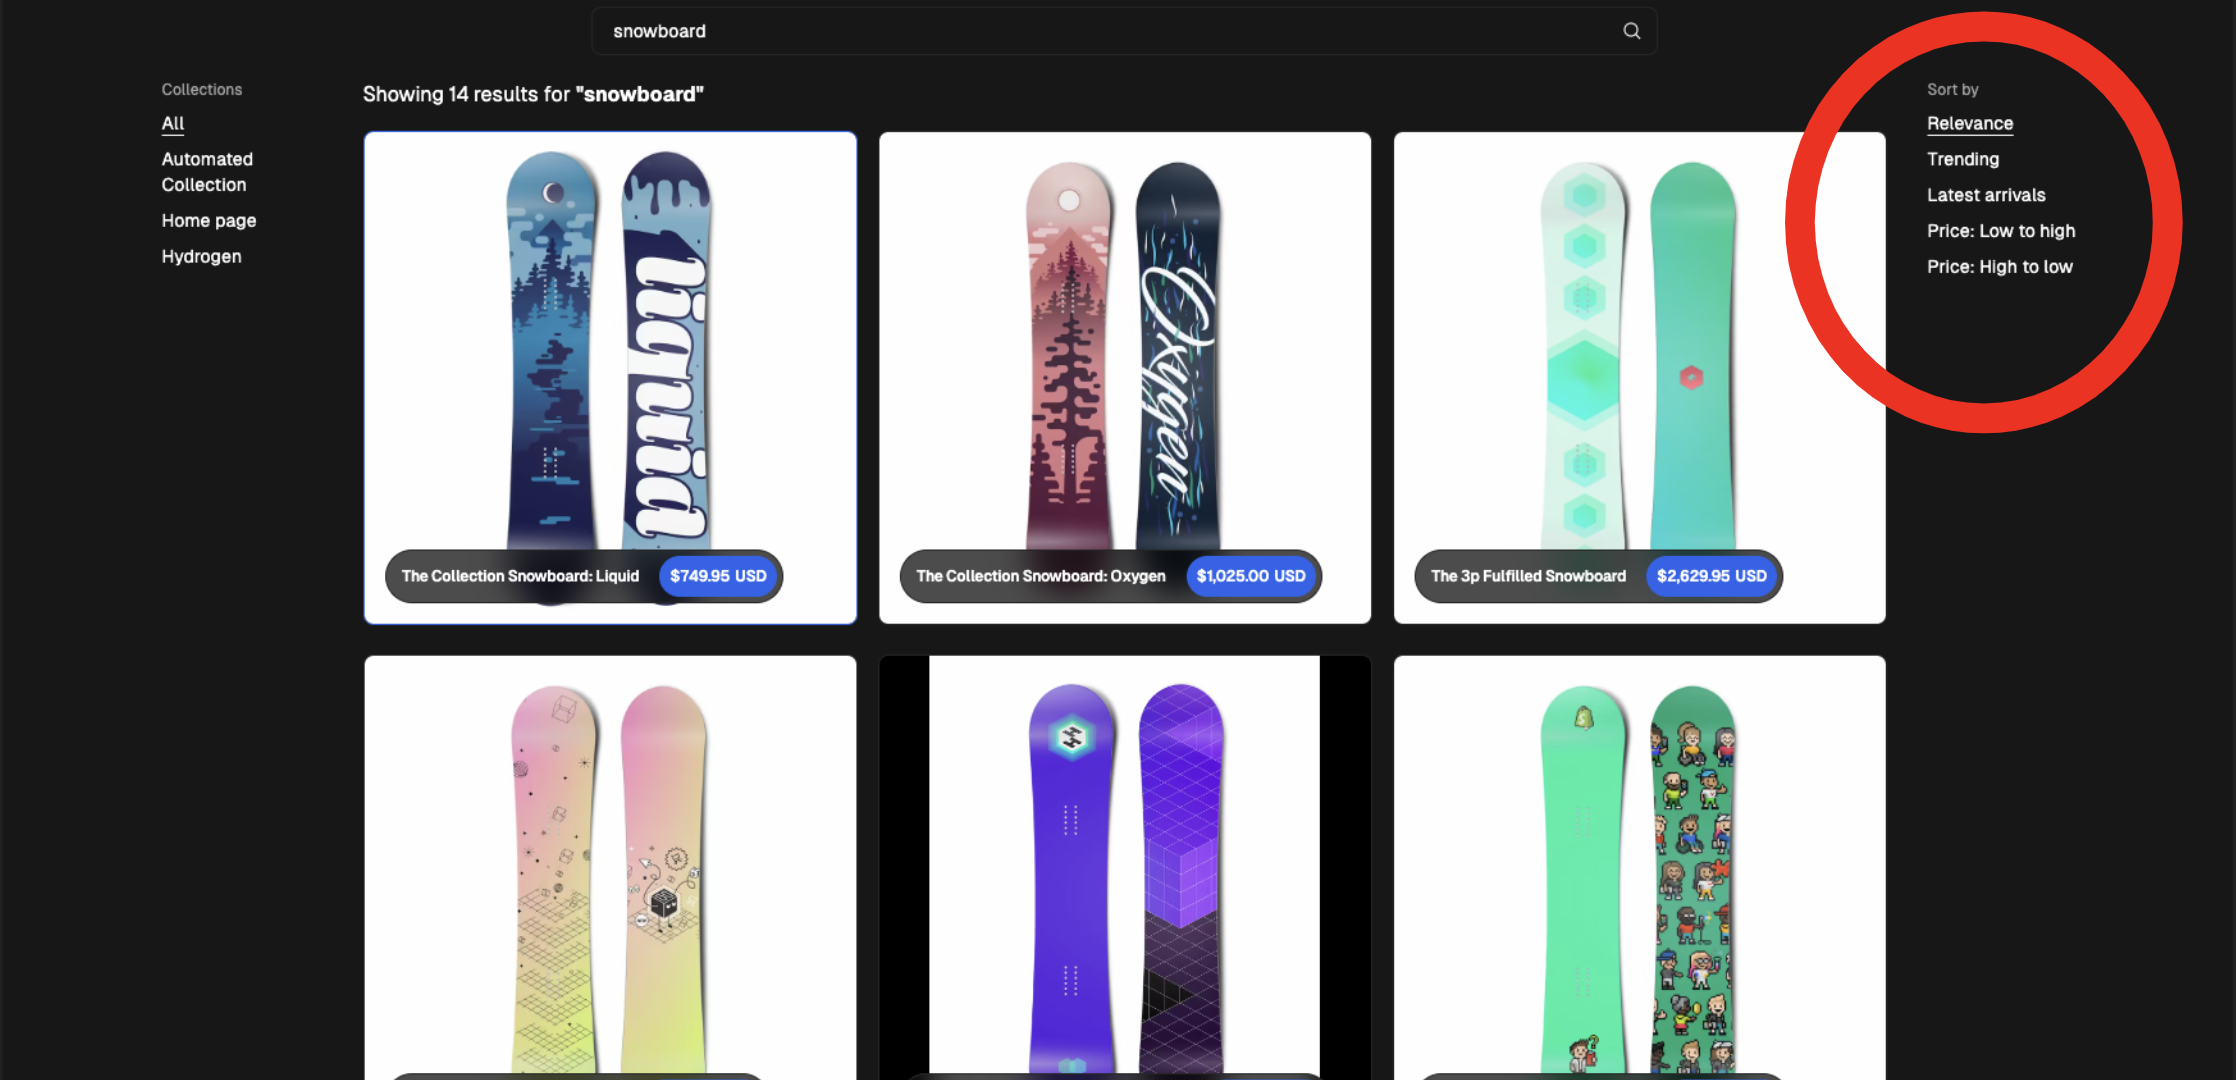 snowboard
Collections
All
Automated
Collection
Home page
Hydrogen
Showing 14 results for "snowboard"
Sort by
Relevance
Trending
Latest arrivals
Price: Low to high
Price: High to low
liquid
Oxygen
The Collection Snowboard: Liquid
$749.95 USD
The Collection Snowboard: Oxygen
$1,025.00 USD
The 3p Fulfilled Snowboard
$2,629.95 USD